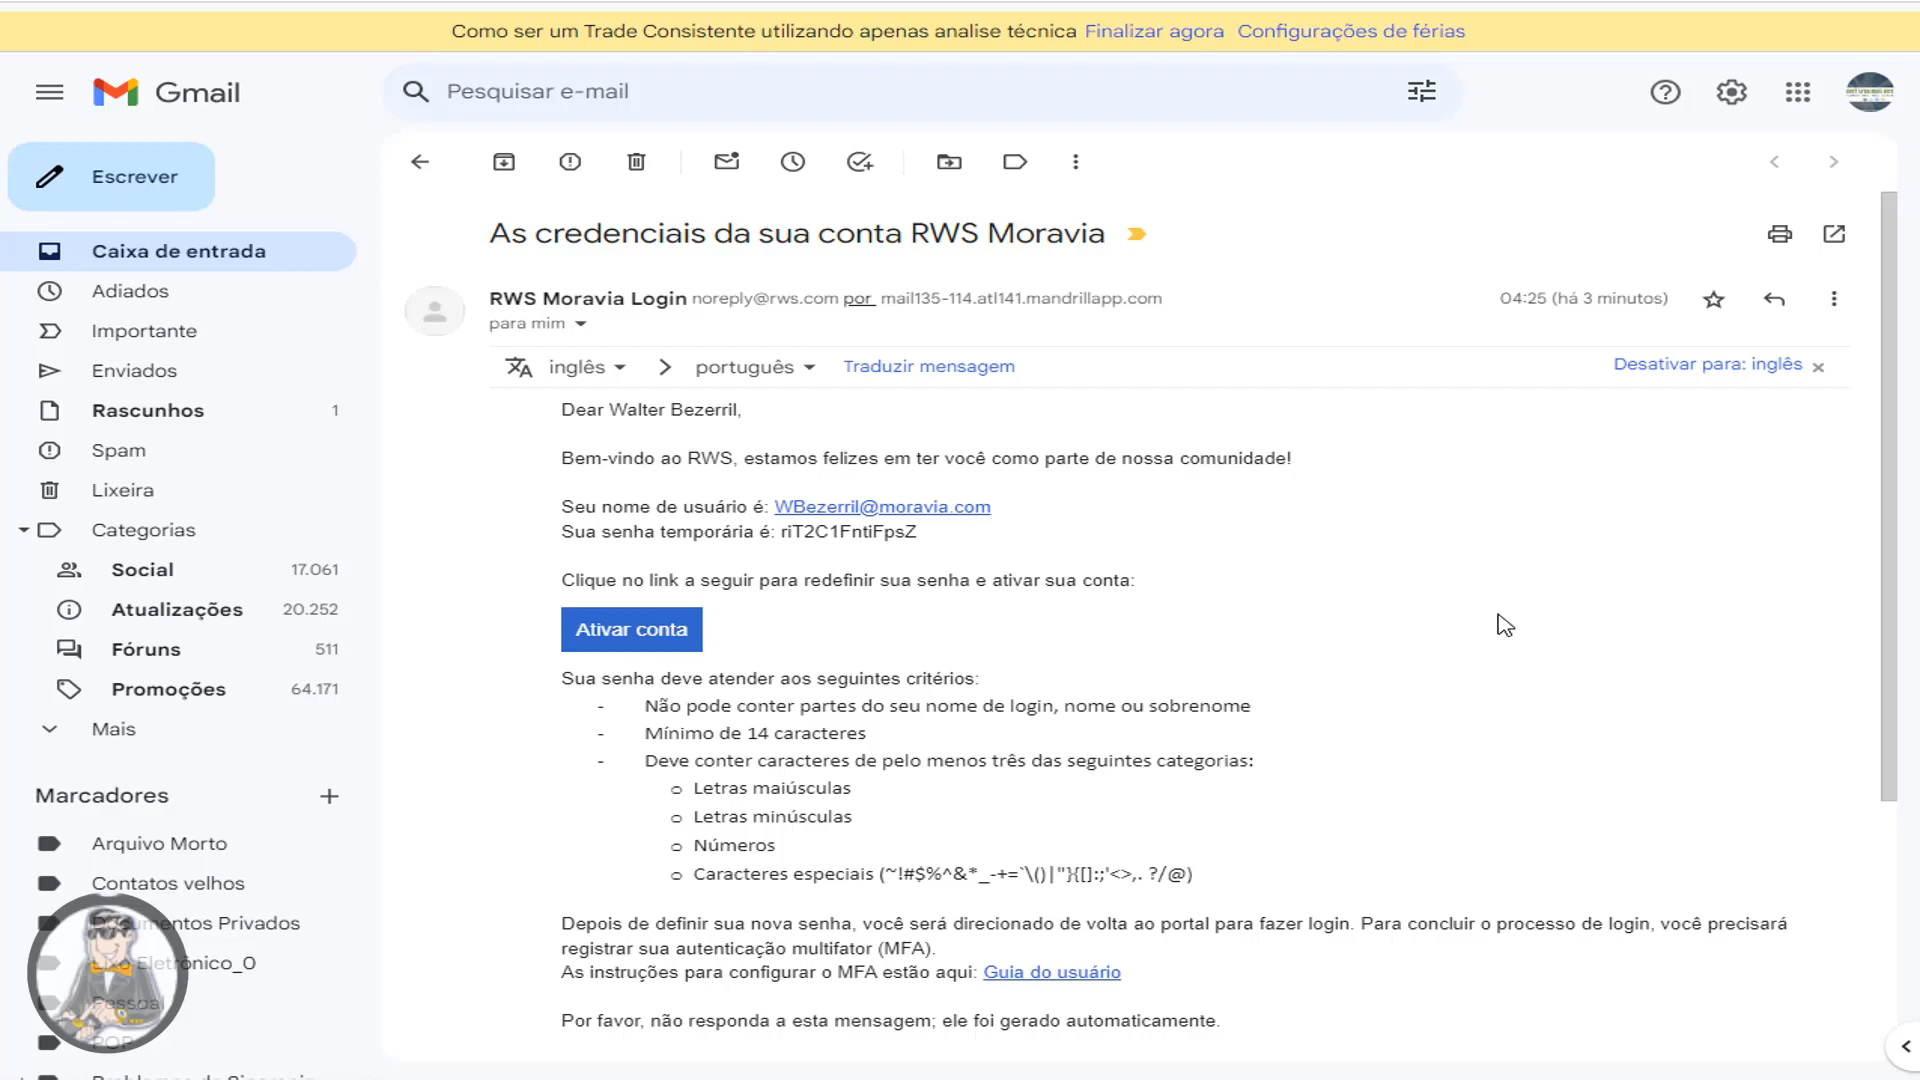 Como ser um Trade Consistente utilizando apenas analise técnica Finalizar agora Configurações de férias
Gmail
Pesquisar e-mail
Escrever
Caixa de entrada
Adiados
Importante
Enviados
Rascunhos 1
Spam
Lixeira
Categorias
Social 17.061
Atualizações 20.252
Fóruns 511
Promoções 64.171
Mais
Marcadores
Arquivo Morto
Contatos velhos
Documentos Privados
Lixo Eletrônico_0
Pessoal
POP
As credenciais da sua conta RWS Moravia
RWS Moravia Login noreply@rws.com por mail135-114.atl141.mandrillapp.com
04:25 (há 3 minutos)
para mim
inglês > português Traduzir mensagem
Desativar para: inglês
Dear Walter Bezerril,
Bem-vindo ao RWS, estamos felizes em ter você como parte de nossa comunidade!
Seu nome de usuário é: WBezerril@moravia.com
Sua senha temporária é: riT2C1FntiFpsZ
Clique no link a seguir para redefinir sua senha e ativar sua conta:
Ativar conta
Sua senha deve atender aos seguintes critérios:
- Não pode conter partes do seu nome de login, nome ou sobrenome
- Mínimo de 14 caracteres
- Deve conter caracteres de pelo menos três das seguintes categorias:
o Letras maiúsculas
o Letras minúsculas
o Números
o Caracteres especiais (~!#$%^&*_-+=`\()|"}{[]:;'<>,. ?/@)
Depois de definir sua nova senha, você será direcionado de volta ao portal para fazer login. Para concluir o processo de login, você precisará
registrar sua autenticação multifator (MFA).
As instruções para configurar o MFA estão aqui: Guia do usuário
Por favor, não responda a esta mensagem; ele foi gerado automaticamente.